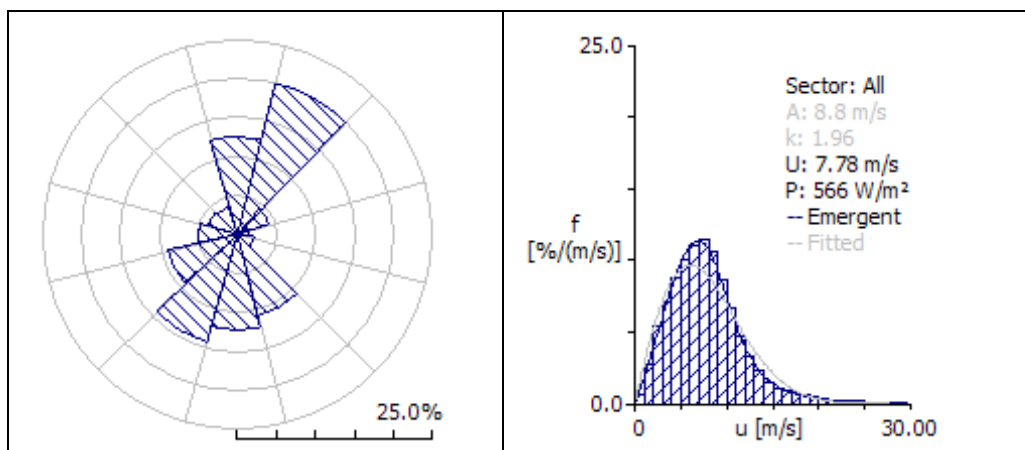 25.0%
25.0
Sector: All
A: 8.8 m/s
k: 1.96
U: 7.78 m/s
P: 566 W/m²
-- Emergent
-- Fitted
f
[%/(m/s)]
0.0
0
u [m/s]
30.00